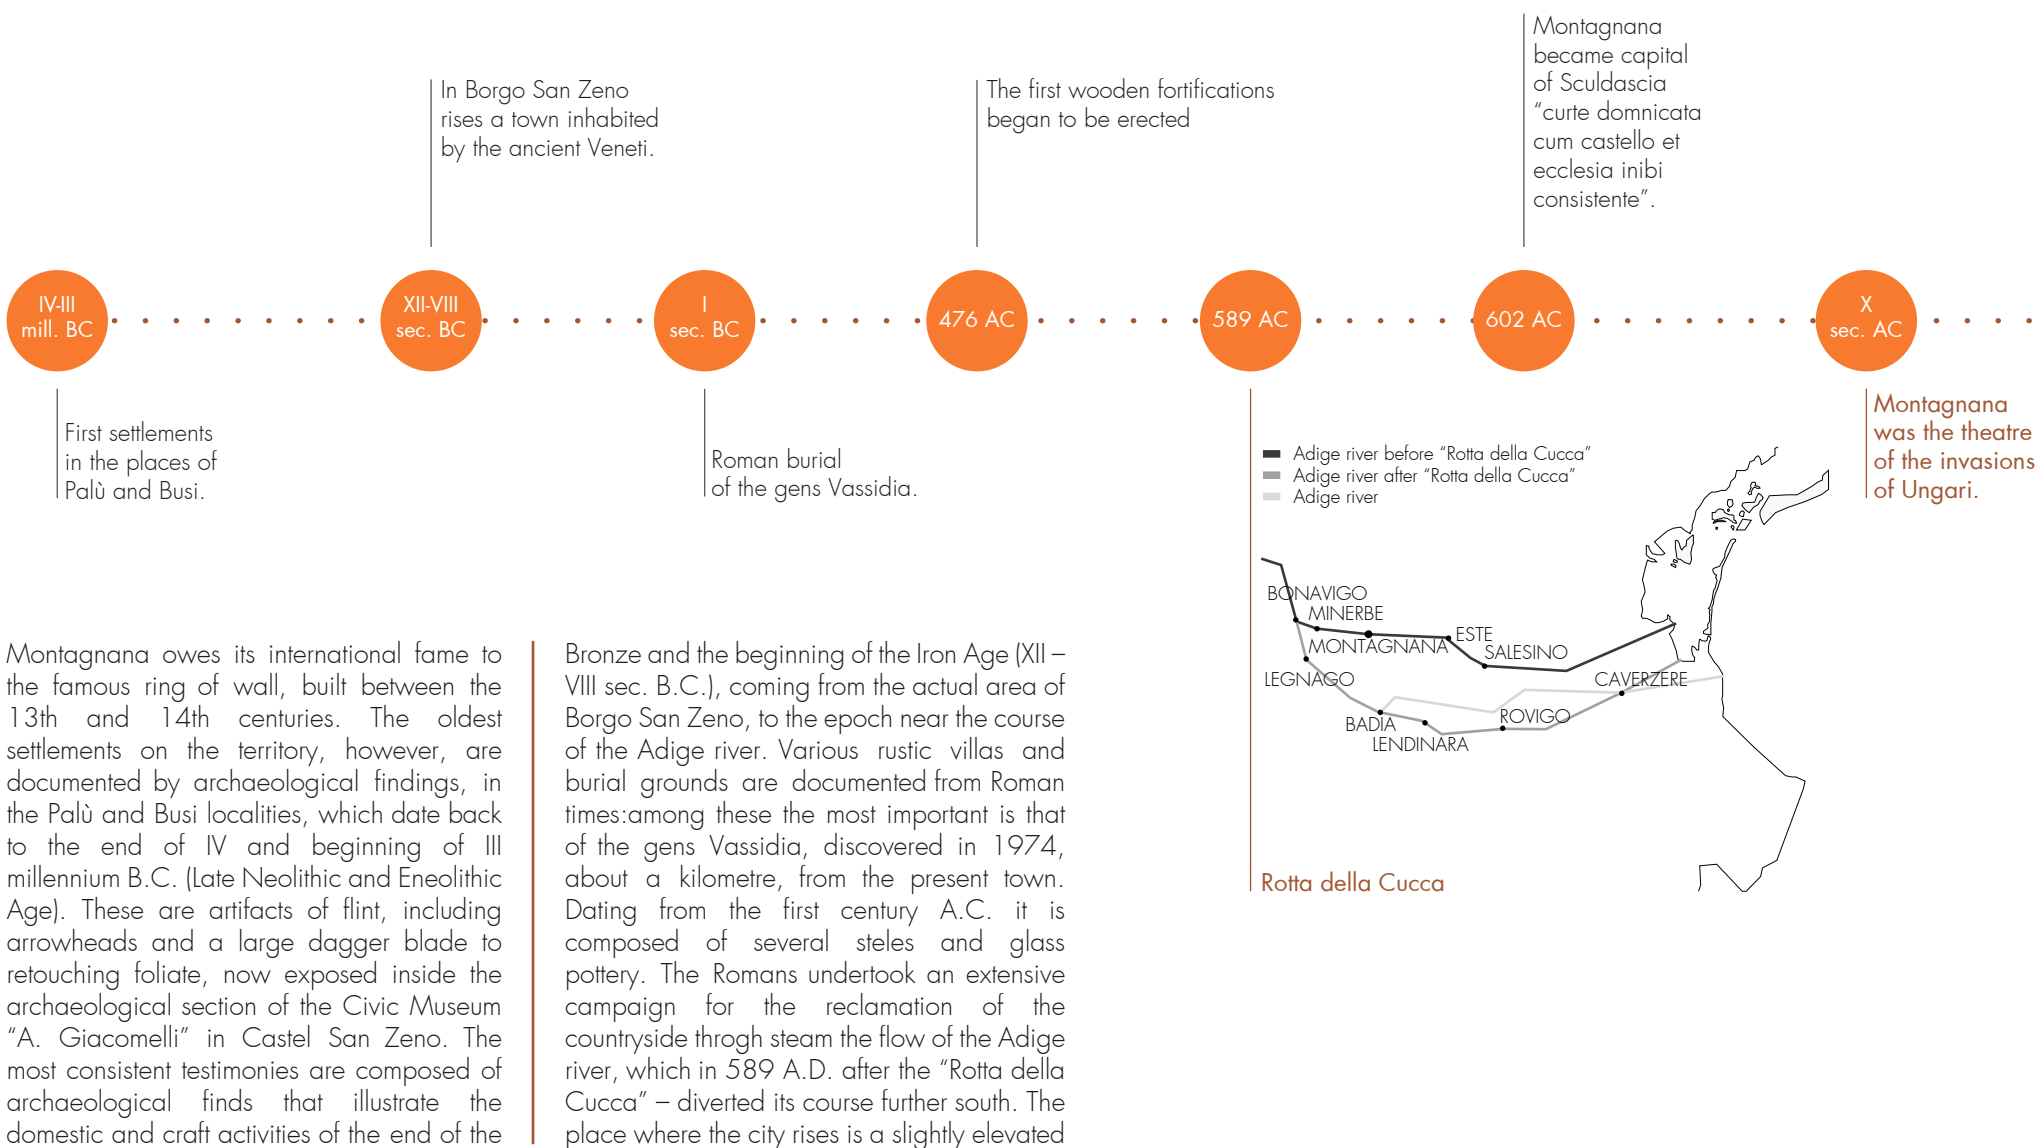 Montagnana
became capital
of Sculdascia
“curte domnicata
cum castello et
ecclesia inibi
consistente”.
In Borgo San Zeno
rises a town inhabited
by the ancient Veneti.
The first wooden fortifications
began to be erected
IV-III
mill. BC
XII-VIII
sec. BC
I
sec. BC
476 AC
589 AC
602 AC
X
sec. AC
First settlements
in the places of
Palù and Busi.
Roman burial
of the gens Vassidia.
Adige river before “Rotta della Cucca”
Adige river after “Rotta della Cucca”
Adige river
BONAVIGO
MINERBE
MONTAGNANA
ESTE
SALESINO
LEGNAGO
CAVERZERE
BADIA
ROVIGO
LENDINARA
Rotta della Cucca
Montagnana
was the theatre
of the invasions
of Ungari.
Montagnana owes its international fame to
the famous ring of wall, built between the
13th and 14th centuries. The oldest
settlements on the territory, however, are
documented by archaeological findings, in
the Palù and Busi localities, which date back
to the end of IV and beginning of III
millennium B.C. (Late Neolithic and Eneolithic
Age). These are artifacts of flint, including
arrowheads and a large dagger blade to
retouching foliate, now exposed inside the
archaeological section of the Civic Museum
“A. Giacomelli” in Castel San Zeno. The
most consistent testimonies are composed of
archaeological finds that illustrate the
domestic and craft activities of the end of the
Bronze and the beginning of the Iron Age (XII –
VIII sec. B.C.), coming from the actual area of
Borgo San Zeno, to the epoch near the course
of the Adige river. Various rustic villas and
burial grounds are documented from Roman
times:among these the most important is that
of the gens Vassidia, discovered in 1974,
about a kilometre, from the present town.
Dating from the first century A.C. it is
composed of several steles and glass
pottery. The Romans undertook an extensive
campaign for the reclamation of the
countryside throgh steam the flow of the Adige
river, which in 589 A.D. after the “Rotta della
Cucca” – diverted its course further south. The
place where the city rises is a slightly elevated